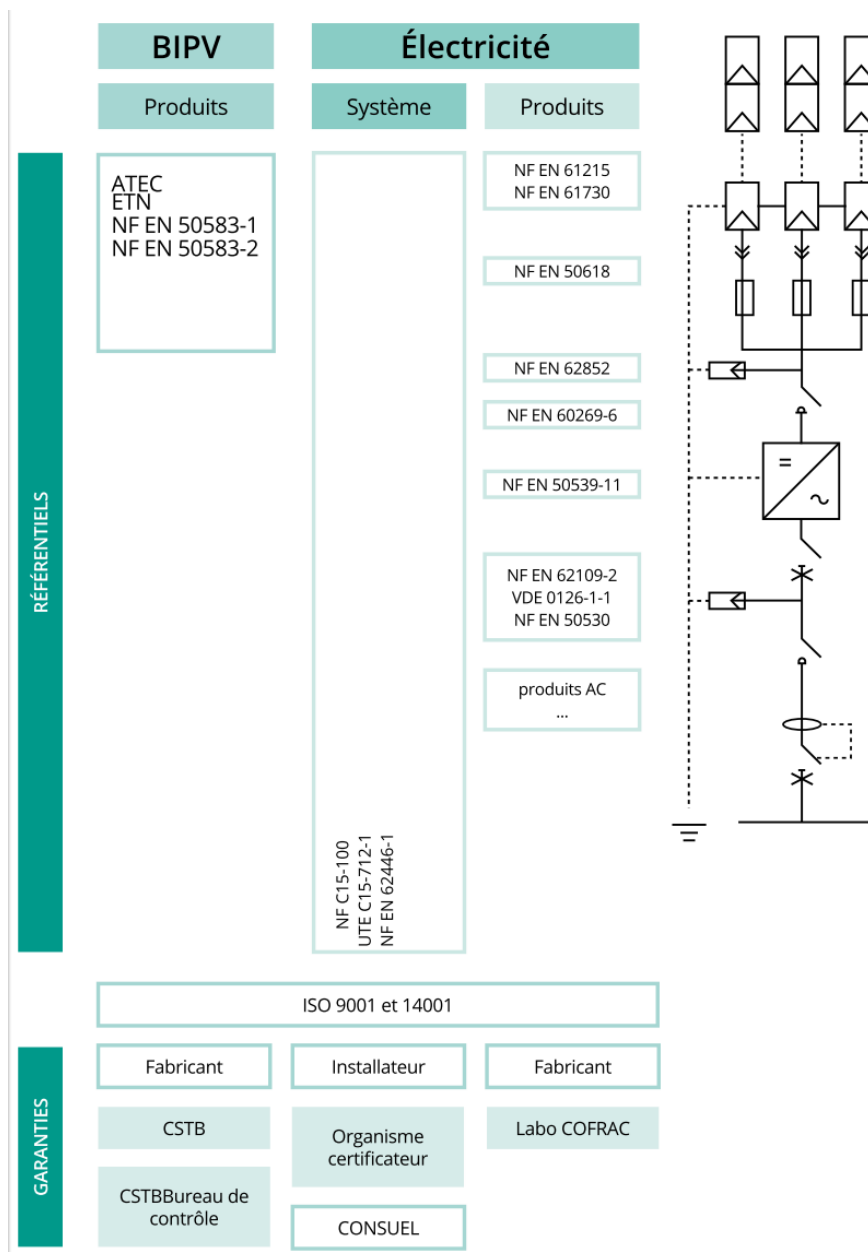 BIPV
Électricité
Produits
Système
Produits
RÉFÉRENTIELS
ATEC
ETN
NF EN 50583-1
NF EN 50583-2
NF C15-100
UTE C15-712-1
NF EN 62446-1
NF EN 61215
NF EN 61730
NF EN 50618
NF EN 62852
NF EN 60269-6
NF EN 50539-11
NF EN 62109-2
VDE 0126-1-1
NF EN 50530
produits AC
...
ISO 9001 et 14001
GARANTIES
Fabricant
Installateur
Fabricant
CSTB
Organisme
certificateur
Labo COFRAC
CSTBBureau de
contrôle
CONSUEL